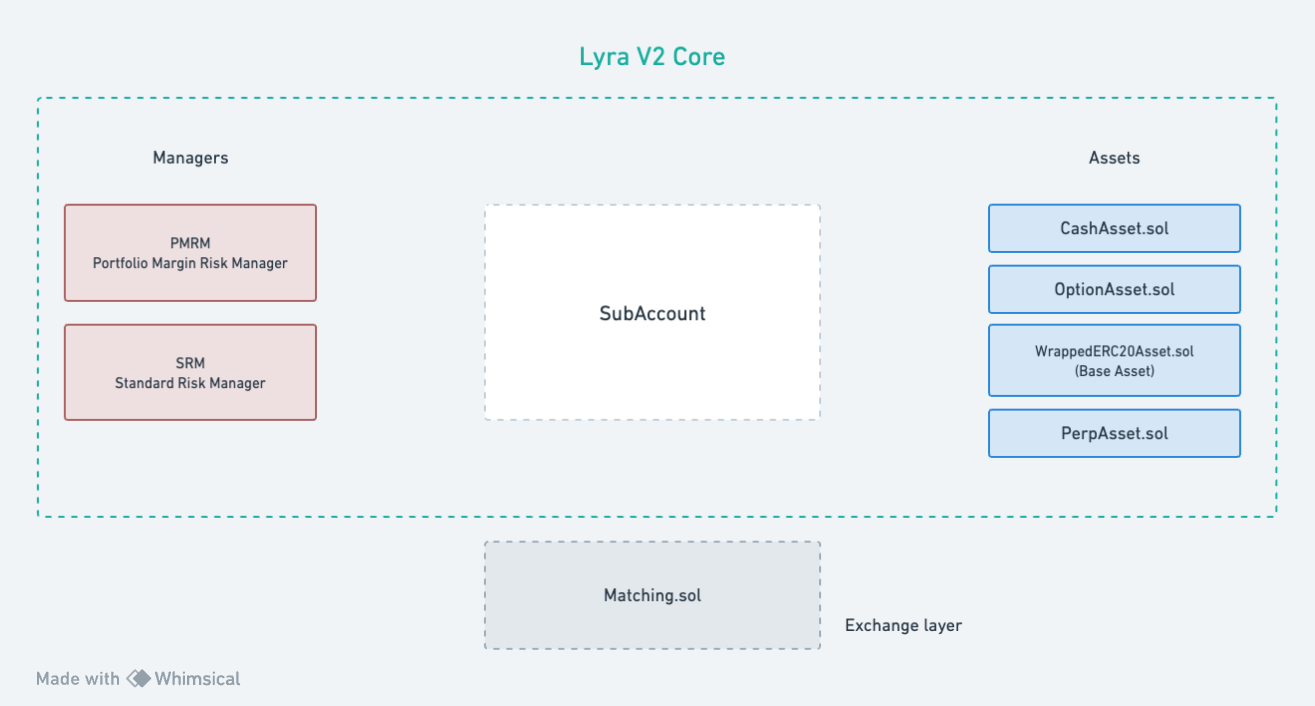 Lyra V2 Core
Managers
Assets
PMRM
Portfolio Margin Risk Manager
SRM
Standard Risk Manager
SubAccount
CashAsset.sol
OptionAsset.sol
WrappedERC20Asset.sol
(Base Asset)
PerpAsset.sol
Matching.sol
Exchange layer
Made with Whimsical